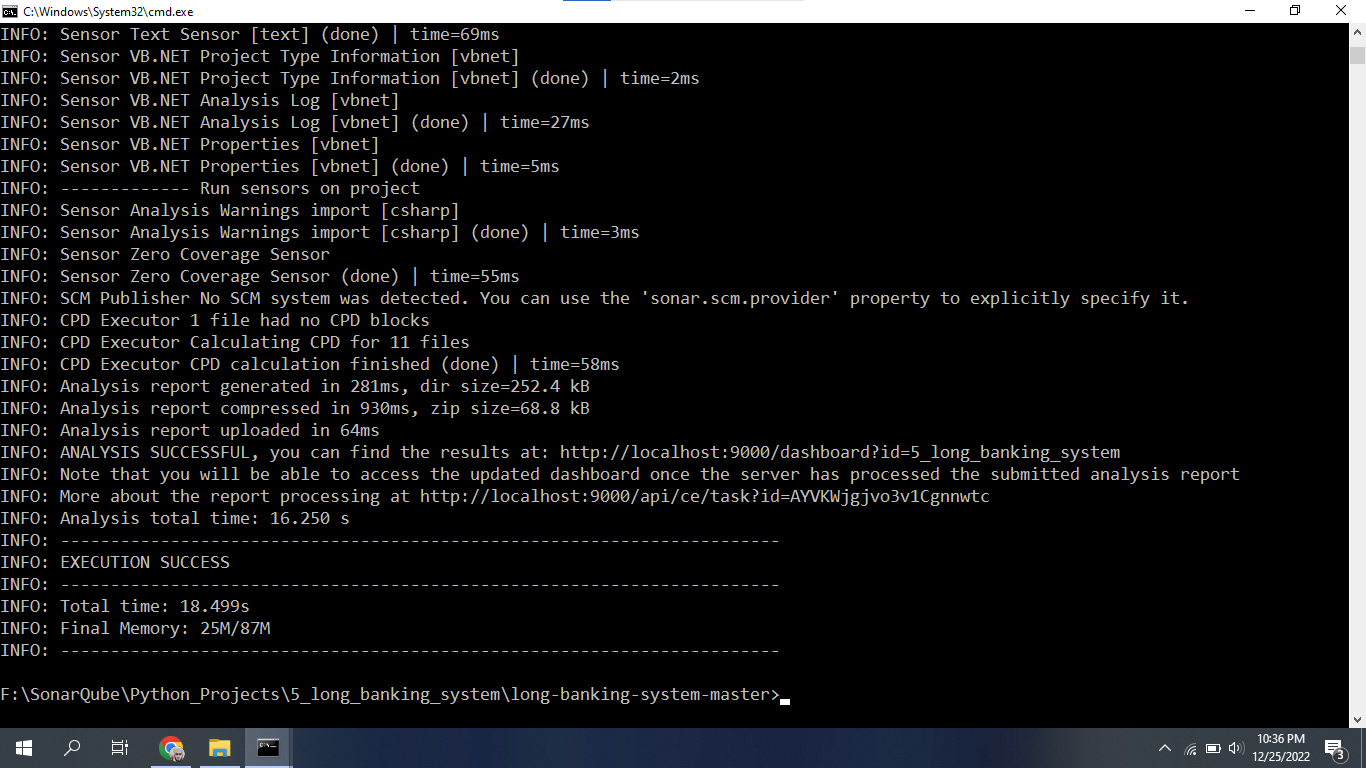 C:\Windows\System32\cmd.exe
INFO: Sensor Text Sensor [text] (done) | time=69ms
INFO: Sensor VB.NET Project Type Information [vbnet]
INFO: Sensor VB.NET Project Type Information [vbnet] (done) | time=2ms
INFO: Sensor VB.NET Analysis Log [vbnet]
INFO: Sensor VB.NET Analysis Log [vbnet] (done) | time=27ms
INFO: Sensor VB.NET Properties [vbnet]
INFO: Sensor VB.NET Properties [vbnet] (done) | time=5ms
INFO: ------------- Run sensors on project
INFO: Sensor Analysis Warnings import [csharp]
INFO: Sensor Analysis Warnings import [csharp] (done) | time=3ms
INFO: Sensor Zero Coverage Sensor
INFO: Sensor Zero Coverage Sensor (done) | time=55ms
INFO: SCM Publisher No SCM system was detected. You can use the 'sonar.scm.provider' property to explicitly specify it.
INFO: CPD Executor 1 file had no CPD blocks
INFO: CPD Executor Calculating CPD for 11 files
INFO: CPD Executor CPD calculation finished (done) | time=58ms
INFO: Analysis report generated in 281ms, dir size=252.4 kB
INFO: Analysis report compressed in 930ms, zip size=68.8 kB
INFO: Analysis report uploaded in 64ms
INFO: ANALYSIS SUCCESSFUL, you can find the results at: http://localhost:9000/dashboard?id=5_long_banking_system
INFO: Note that you will be able to access the updated dashboard once the server has processed the submitted analysis report
INFO: More about the report processing at http://localhost:9000/api/ce/task?id=AYVKWjgjvo3v1Cgnnwtc
INFO: Analysis total time: 16.250 s
INFO: ------------------------------------------------------------------------
INFO: EXECUTION SUCCESS
INFO: ------------------------------------------------------------------------
INFO: Total time: 18.499s
INFO: Final Memory: 25M/87M
INFO: ------------------------------------------------------------------------
F:\SonarQube\Python_Projects\5_long_banking_system\long-banking-system-master>
10:36 PM
12/25/2022
3